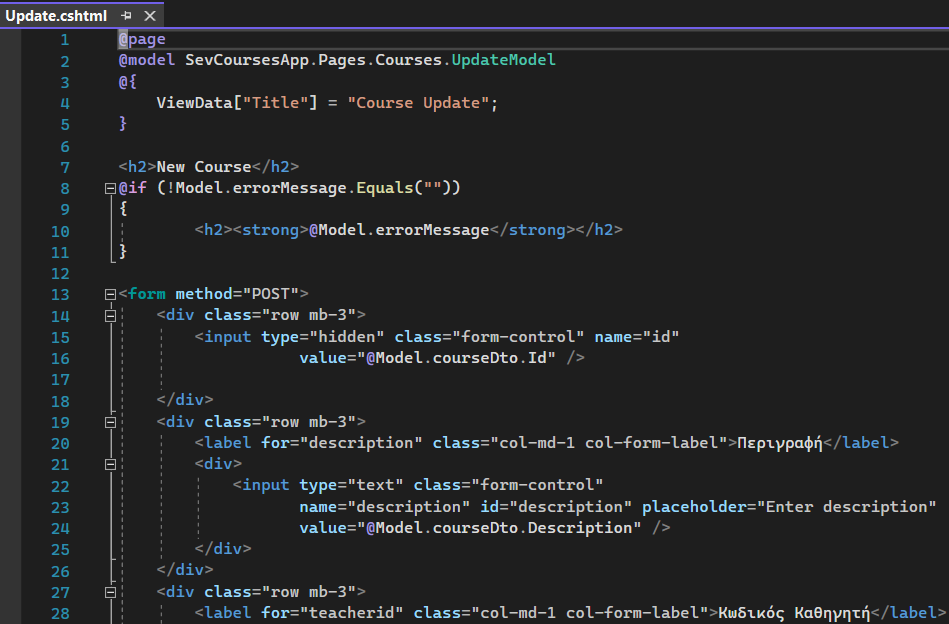 Update.cshtml
1 @page
2 @model SevCoursesApp.Pages.Courses.UpdateModel
3 @{
4 ViewData["Title"] = "Course Update";
5 }
6
7 <h2>New Course</h2>
8 @if (!Model.errorMessage.Equals(""))
9 {
10 <h2><strong>@Model.errorMessage</strong></h2>
11 }
12
13 <form method="POST">
14 <div class="row mb-3">
15 <input type="hidden" class="form-control" name="id"
16 value="@Model.courseDto.Id" />
17
18 </div>
19 <div class="row mb-3">
20 <label for="description" class="col-md-1 col-form-label">Περιγραφή</label>
21 <div>
22 <input type="text" class="form-control"
23 name="description" id="description" placeholder="Enter description"
24 value="@Model.courseDto.Description" />
25 </div>
26 </div>
27 <div class="row mb-3">
28 <label for="teacherid" class="col-md-1 col-form-label">Κωδικός Καθηγητή</label>